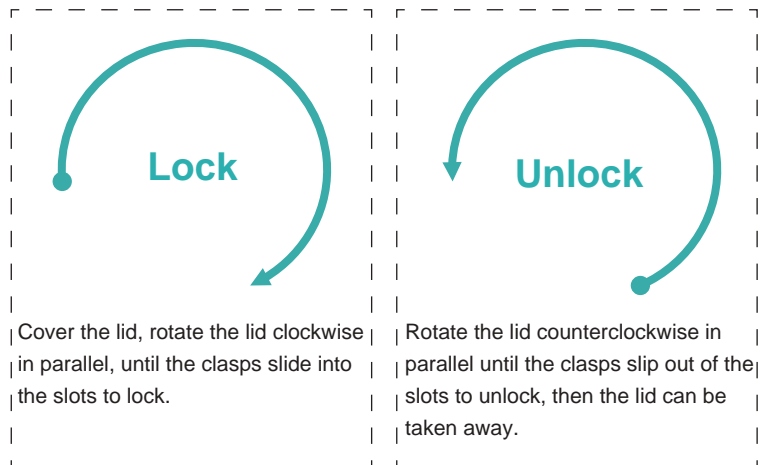 Lock
Cover the lid, rotate the lid clockwise
in parallel, until the clasps slide into
the slots to lock.
Unlock
Rotate the lid counterclockwise in
parallel until the clasps slip out of the
slots to unlock, then the lid can be
taken away.